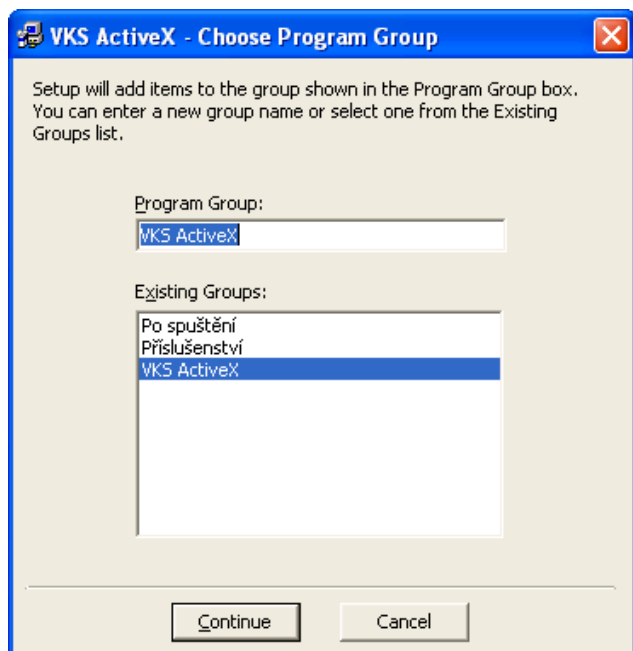 VKS ActiveX - Choose Program Group
Setup will add items to the group shown in the Program Group box.
You can enter a new group name or select one from the Existing
Groups list.
Program Group:
VKS ActiveX
Existing Groups:
Po spuštění
Příslušenství
VKS ActiveX
Continue
Cancel